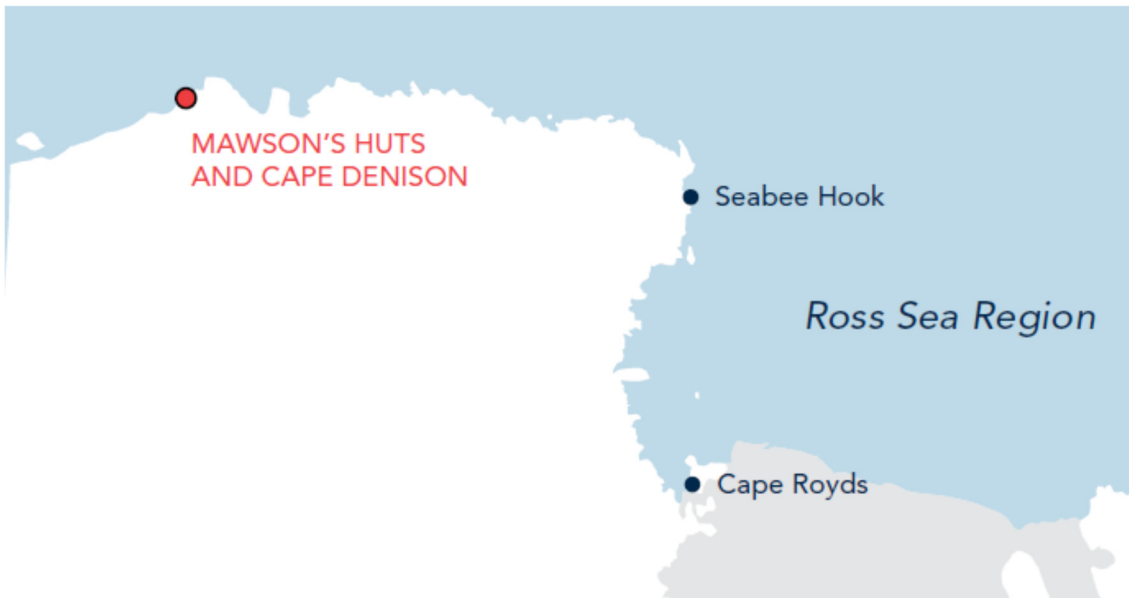 MAWSON'S HUTS
AND CAPE DENISON
Seabee Hook
Ross Sea Region
Cape Royds